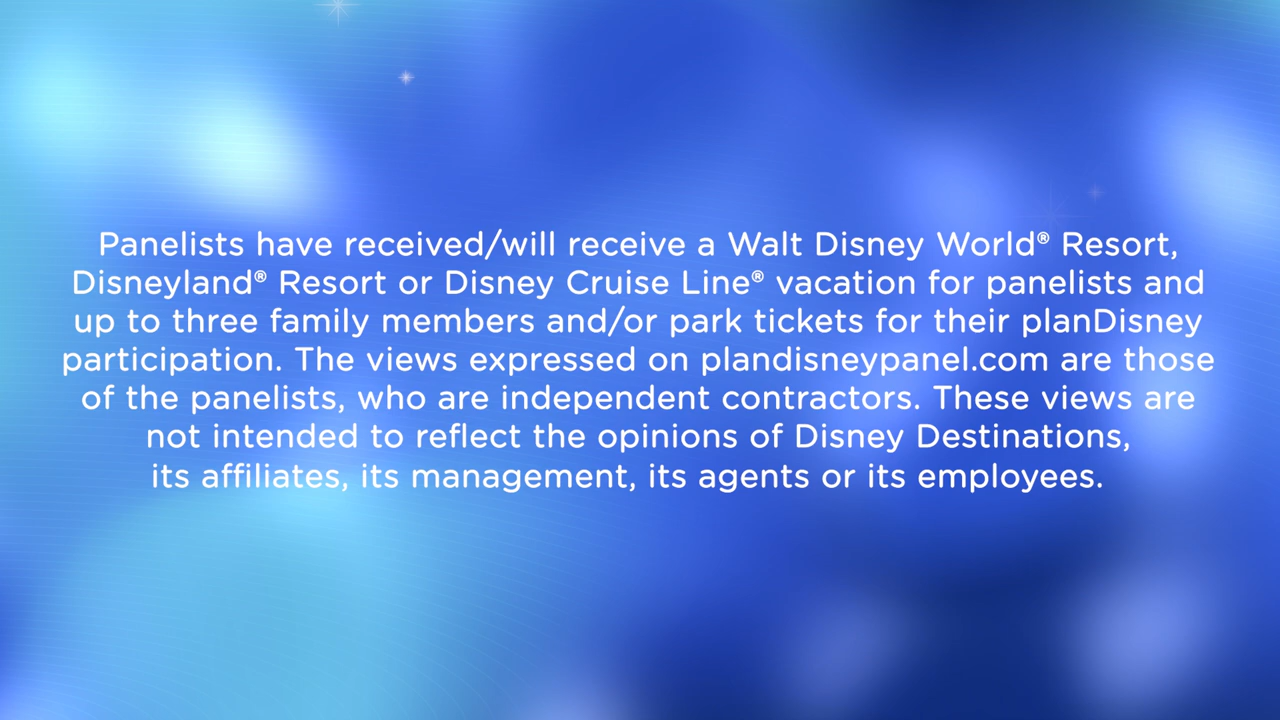 Panelists have received/will receive a Walt Disney World® Resort,
Disneyland® Resort or Disney Cruise Line® vacation for panelists and
up to three family members and/or park tickets for their planDisney
participation. The views expressed on plandisneypanel.com are those
of the panelists, who are independent contractors. These views are
not intended to reflect the opinions of Disney Destinations,
its affiliates, its management, its agents or its employees.